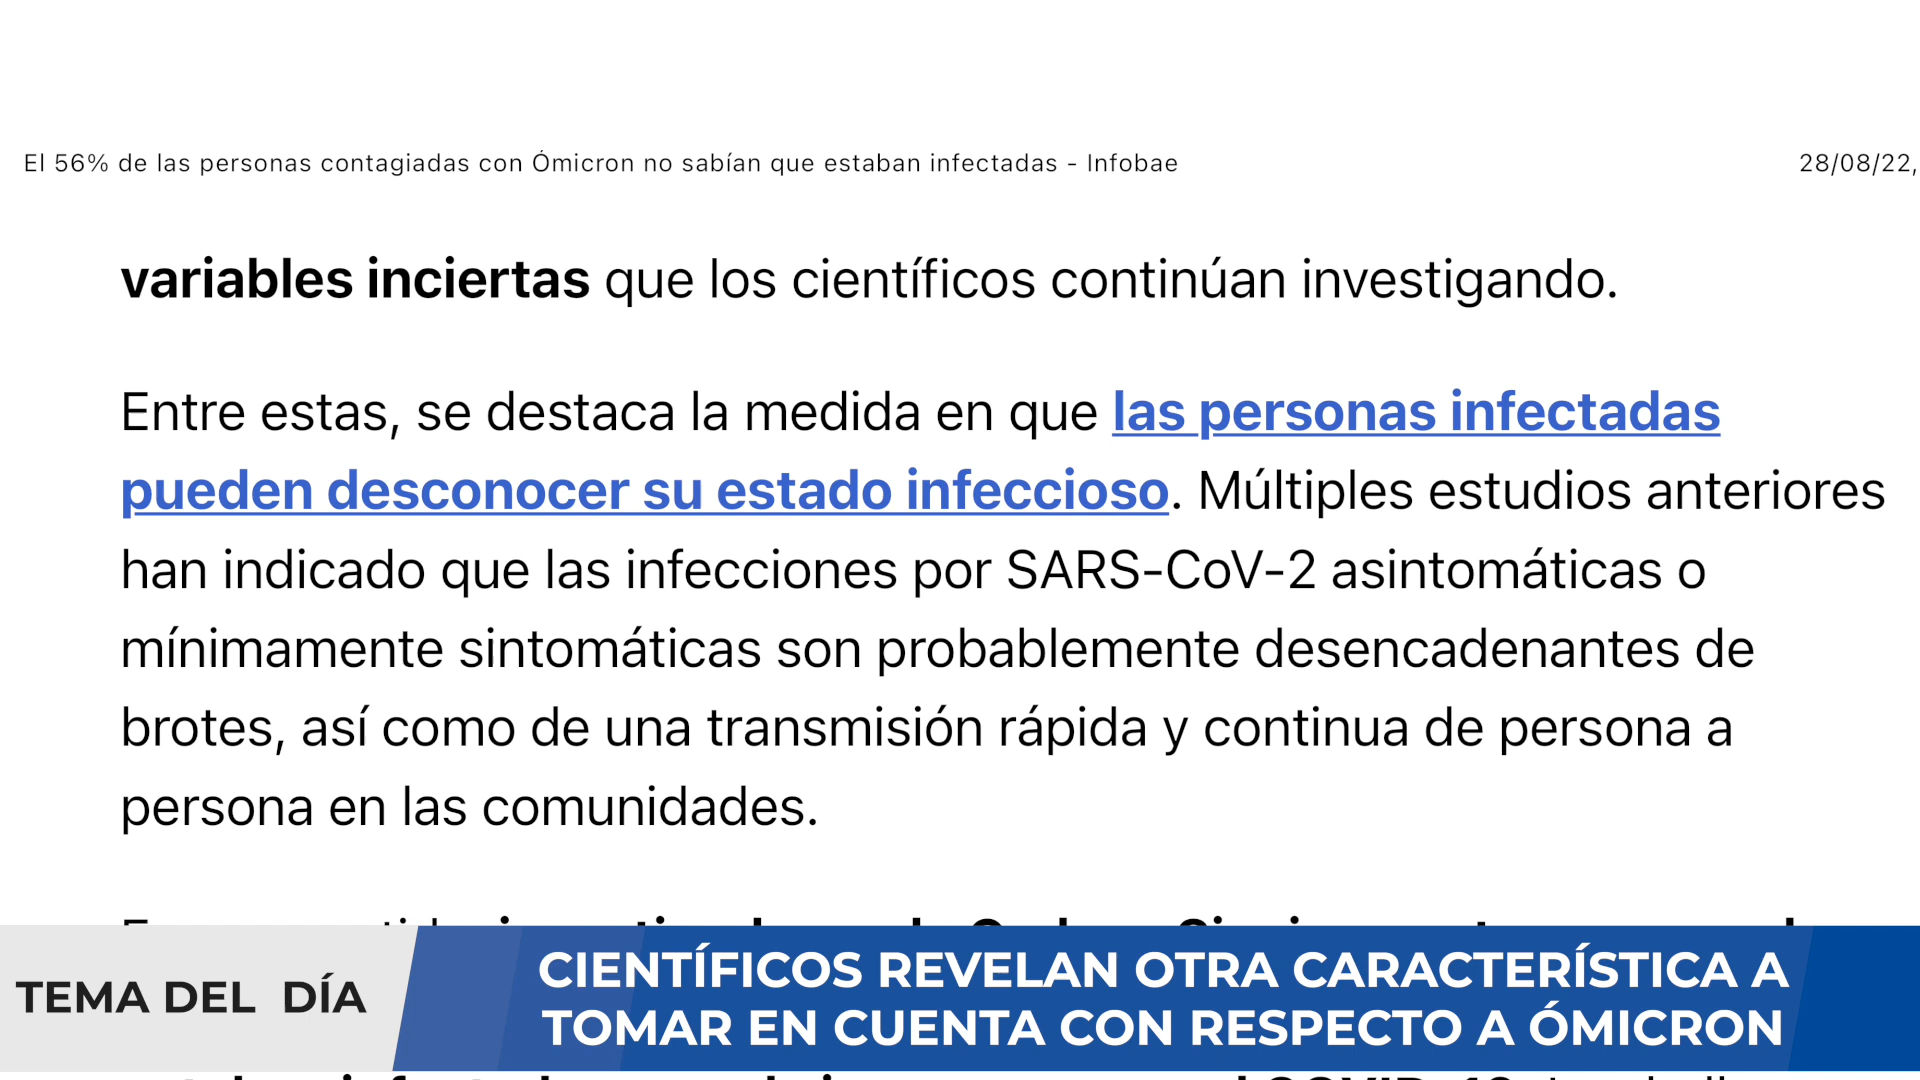 El 56% de las personas contagiadas con Ómicron no sabían que estaban infectadas - Infobae
28/08/22,
variables inciertas que los científicos continúan investigando.
Entre estas, se destaca la medida en que las personas infectadas
pueden desconocer su estado infeccioso. Múltiples estudios anteriores
han indicado que las infecciones por SARS-CoV-2 asintomáticas o
mínimamente sintomáticas son probablemente desencadenantes de
brotes, así como de una transmisión rápida y continua de persona a
persona en las comunidades.
TEMA DEL DÍA
CIENTÍFICOS REVELAN OTRA CARACTERÍSTICA A
TOMAR EN CUENTA CON RESPECTO A ÓMICRON